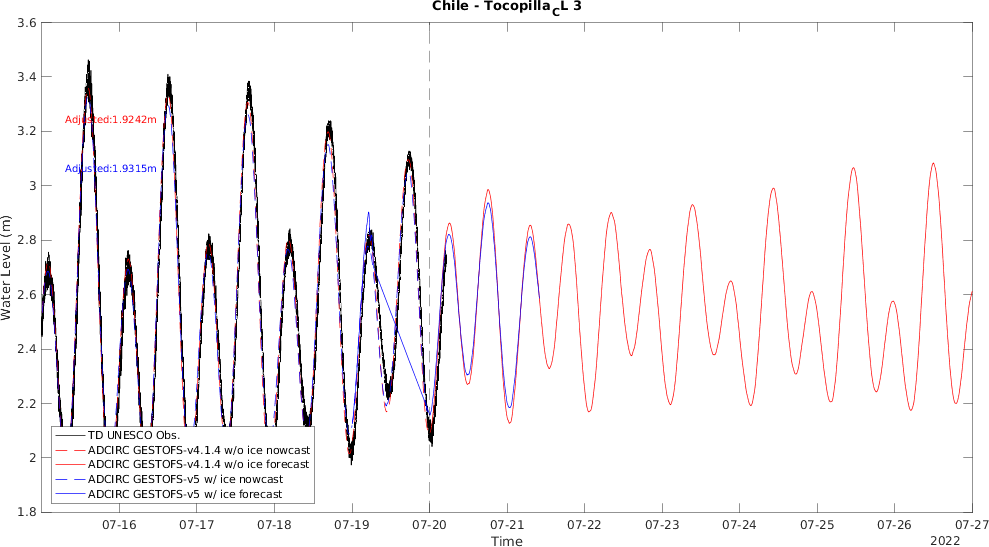 Chile - Tocopilla_CL 3
3.6
3.4
3.2
3
2.8
2.6
2.4
2.2
2
1.8
Water Level (m)
Adjusted:1.9242m
Adjusted:1.9315m
TD UNESCO Obs.
ADCIRC GESTOFS-v4.1.4 w/o ice nowcast
ADCIRC GESTOFS-v4.1.4 w/o ice forecast
ADCIRC GESTOFS-v5 w/ ice nowcast
ADCIRC GESTOFS-v5 w/ ice forecast
07-16 07-17 07-18 07-19 07-20 07-21 07-22 07-23 07-24 07-25 07-26 07-27
Time
2022